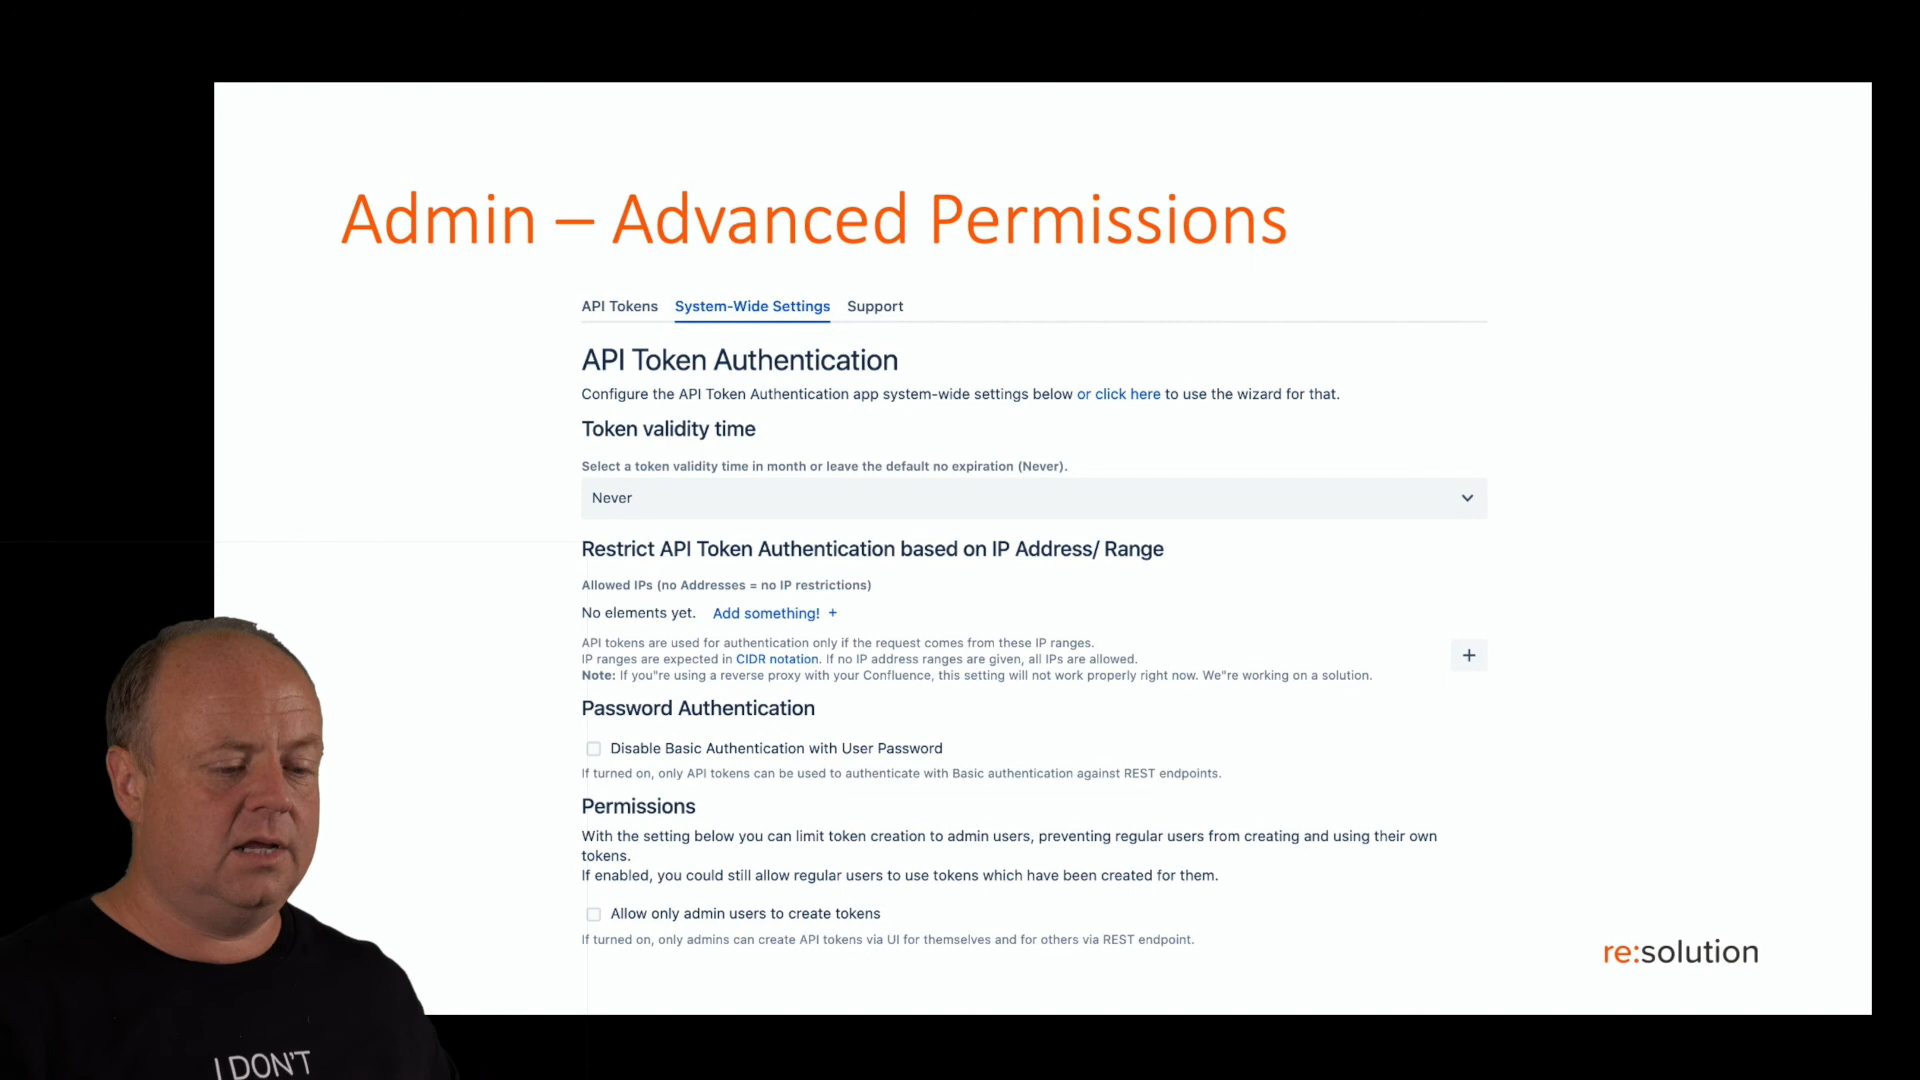 Admin – Advanced Permissions
API Tokens System-Wide Settings Support
API Token Authentication
Configure the API Token Authentication app system-wide settings below or click here to use the wizard for that.
Token validity time
Select a token validity time in month or leave the default no expiration (Never).
Never
Restrict API Token Authentication based on IP Address/ Range
Allowed IPs (no Addresses = no IP restrictions)
No elements yet. Add something! +
API tokens are used for authentication only if the request comes from these IP ranges.
IP ranges are expected in CIDR notation. If no IP address ranges are given, all IPs are allowed.
+
Note: If you"re using a reverse proxy with your Confluence, this setting will not work properly right now. We"re working on a solution.
Password Authentication
Disable Basic Authentication with User Password
If turned on, only API tokens can be used to authenticate with Basic authentication against REST endpoints.
Permissions
With the setting below you can limit token creation to admin users, preventing regular users from creating and using their own
tokens.
If enabled, you could still allow regular users to use tokens which have been created for them.
Allow only admin users to create tokens
If turned on, only admins can create API tokens via UI for themselves and for others via REST endpoint.
re:solution
I DON'T